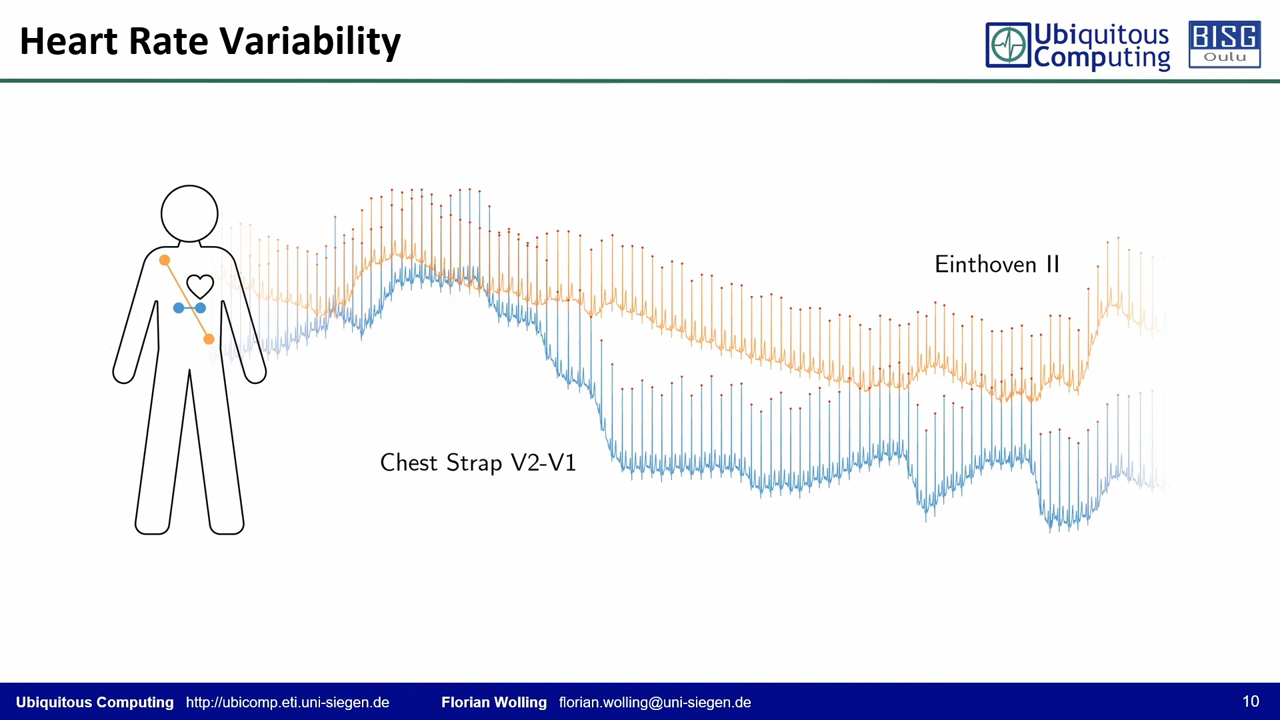 Heart Rate Variability
Ubiquitous
Computing
BISG
Oulu
Einthoven II
Chest Strap V2-V1
Ubiquitous Computing http://ubicomp.eti.uni-siegen.de Florian Wolling florian.wolling@uni-siegen.de 10